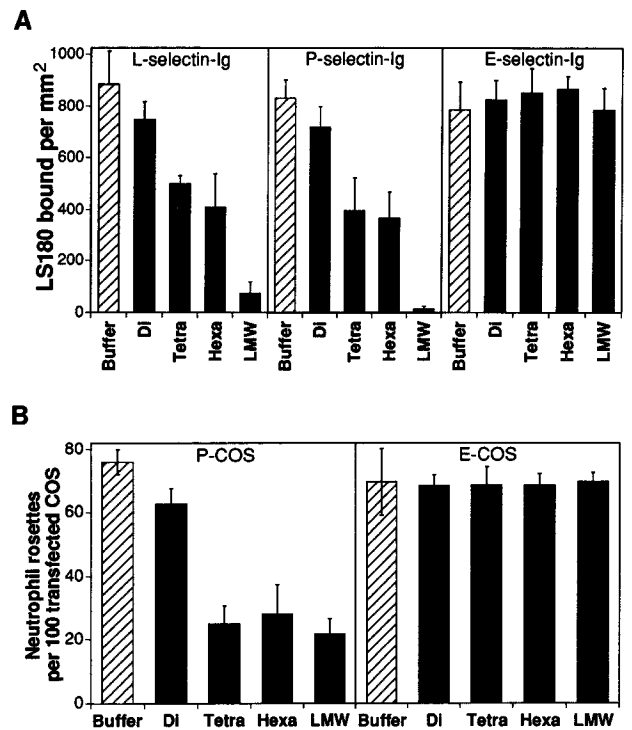 A
L-selectin-Ig P-selectin-Ig E-selectin-Ig
LS180 bound per mm²
1000
800
600
400
200
0
Buffer Di Tetra Hexa LMW Buffer Di Tetra Hexa LMW Buffer Di Tetra Hexa LMW
B
P-COS E-COS
Neutrophil rosettes
per 100 transfected COS
80
60
40
20
0
Buffer Di Tetra Hexa LMW Buffer Di Tetra Hexa LMW